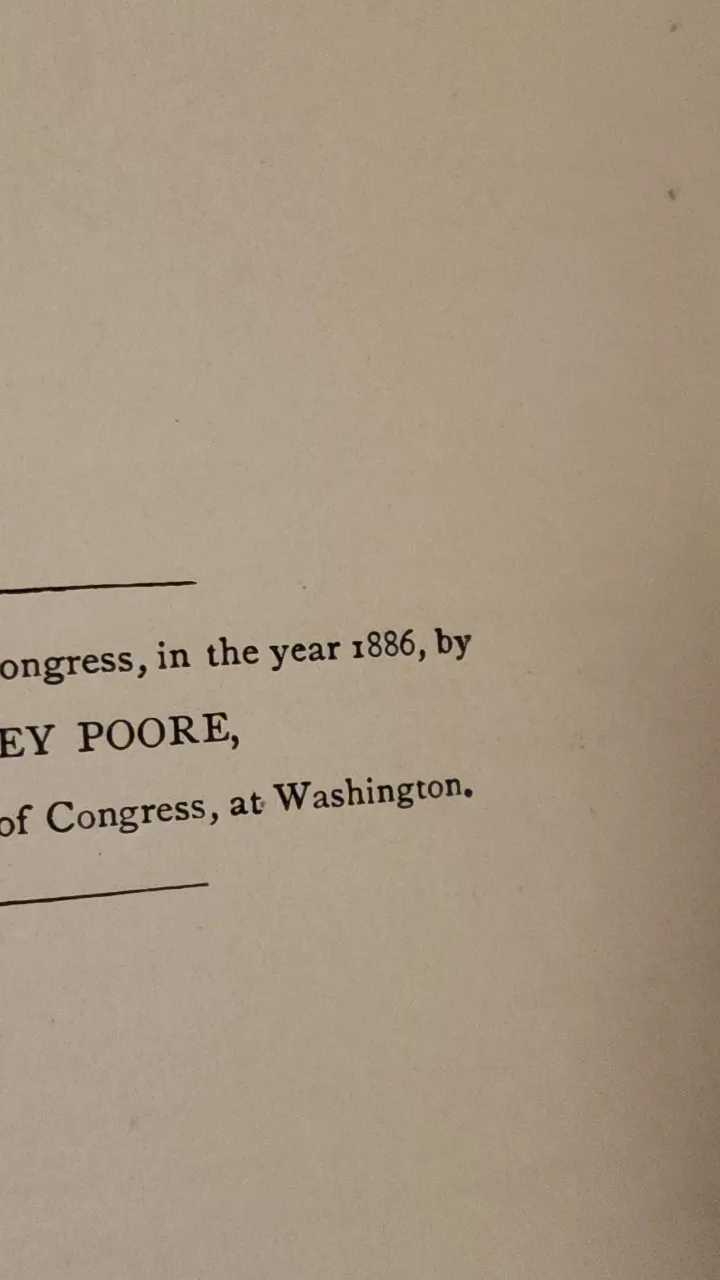 ongress, in the year 1886, by
EY POORE,
of Congress, at Washington.